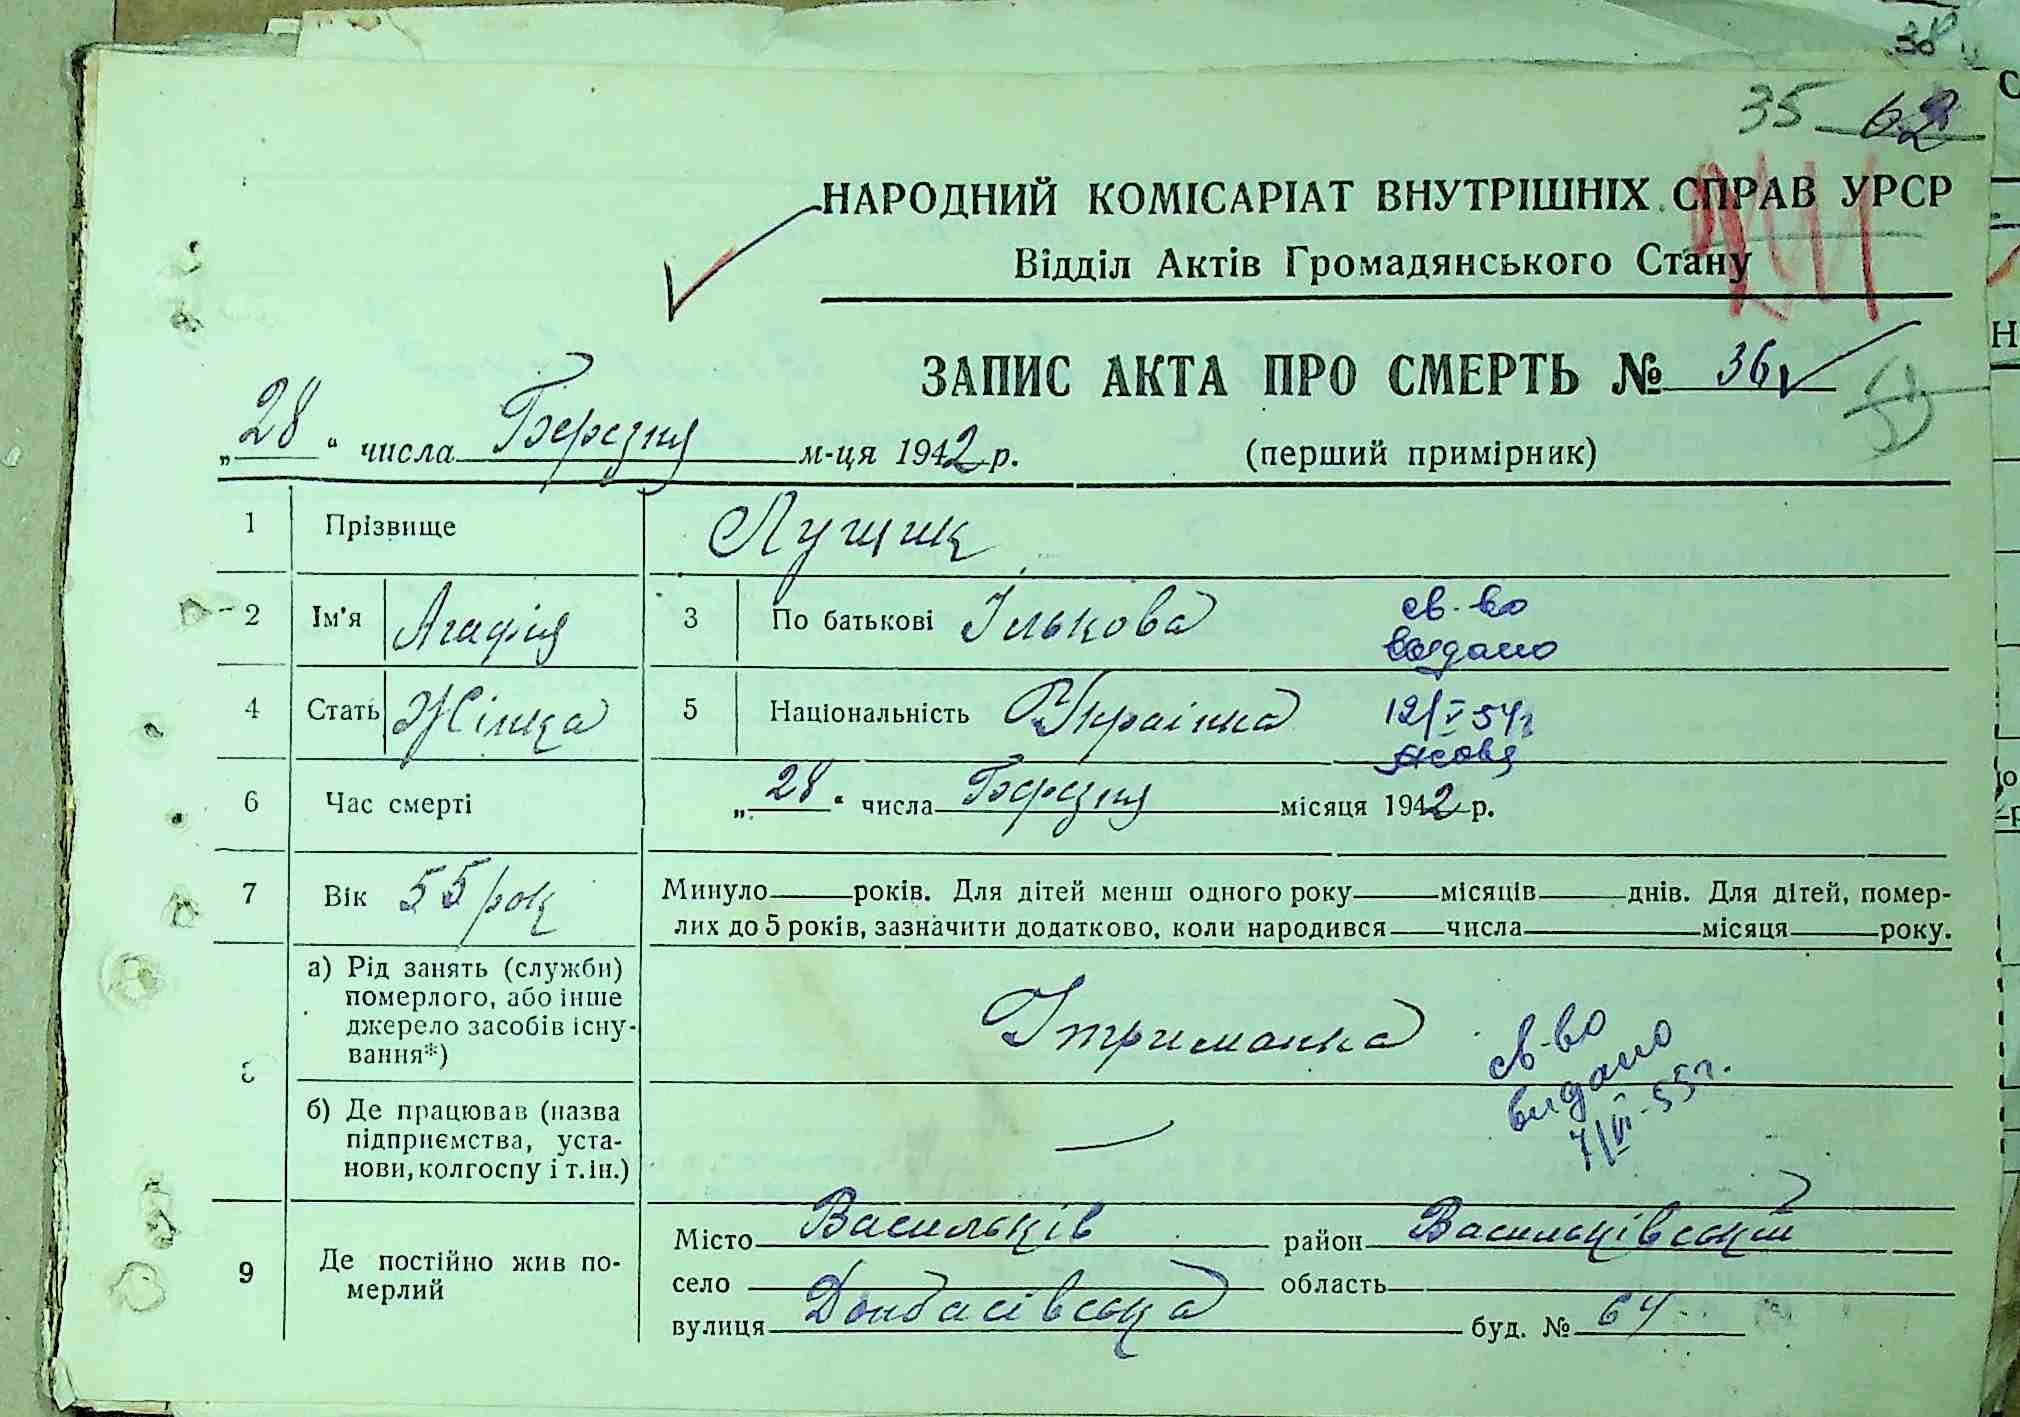 38
35 62
НАРОДНИЙ КОМІСАРІАТ ВНУТРІШНІХ СПРАВ УРСР
Відділ Актів Громадянського Стану
ЗАПИС АКТА ПРО СМЕРТЬ № 36
„28“ числа Березня м-ця 1942 р. (перший примірник)
1 Прізвище Лущик
2 Ім'я Агафія 3 По батькові Ількова
св-во
видано
4 Стать Жінка 5 Національність Українка
12/V 54 г
6 Час смерті „28“ числа Березня місяця 1942 р.
7 Вік 55 рок Минуло року. Для дітей менш одного року місяців днів. Для дітей, помер-
лих до 5 років, зазначити додатково, коли народився числа місяця року.
8 а) Рід занять (служби)
померлого, або інше
джерело засобів існу-
вання*)
Утриманка
св-во
видано
7/VI-55 г.
б) Де працював (назва
підприємства, уста-
нови, колгоспу і т. ін.)
—
9 Де постійно жив по-
мерлий
Місто Васильків район Васильківський
село область
вулиця Донбасівська буд. № 64